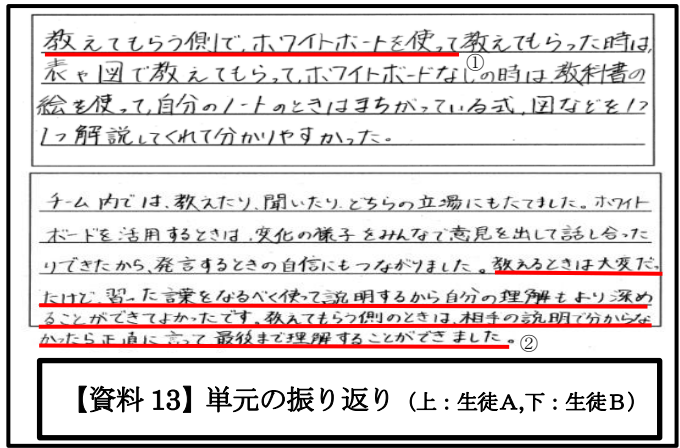 教えてもらう側で、ホワイトボートを使って教えてもらった時は、
①
表や図で教えてもらって、ホワイトボードなしの時は教科書の
絵を使って、自分のノートのときはまちがっている式、図などを1つ
1つ解説してくれて分かりやすかった。
チーム内では、教えたり、聞いたり、どちらの立場にもたてました。ホワイト
ボードを活用するときは、変化の様子をみんなで意見を出して話し合った
りできたから、発言するときの自信にもつながりました。教えるときは大変だっ
たけど、習った言葉をなるべく使って説明するから自分の理解もより深め
ることができてよかったです。教えてもらう側のときは、相手の説明で分からな
かったら正直に言って最後まで理解することができました。②
【資料 13】単元の振り返り（上：生徒A,下：生徒B）